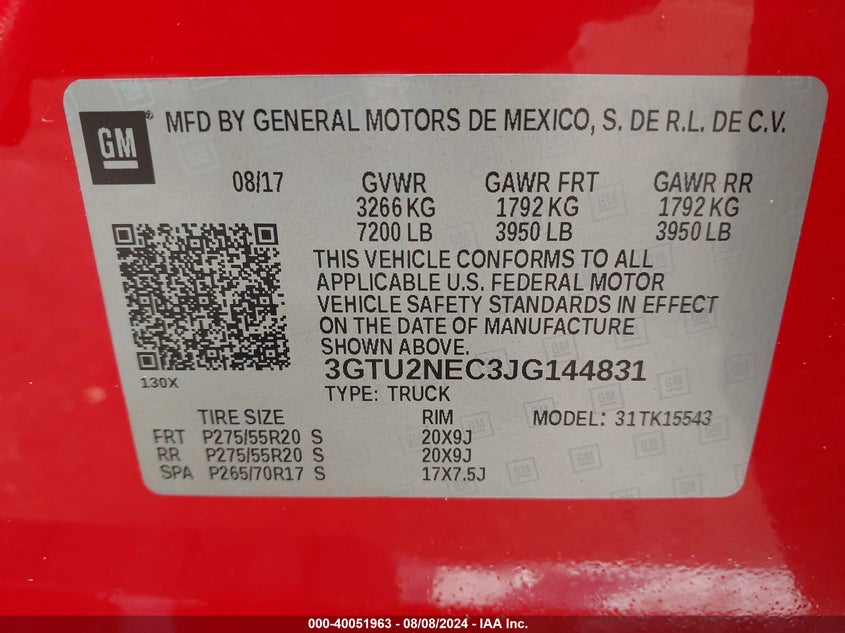 GM ® MFD BY GENERAL MOTORS DE MEXICO, S. DE R.L. DE C.V.
08/17 GVWR GAWR FRT GAWR RR
3266 KG 1792 KG 1792 KG
7200 LB 3950 LB 3950 LB
THIS VEHICLE CONFORMS TO ALL
APPLICABLE U.S. FEDERAL MOTOR
VEHICLE SAFETY STANDARDS IN EFFECT
ON THE DATE OF MANUFACTURE
SHOWN ABOVE.
3GTU2NEC3JG144831
130X
TYPE: TRUCK
TIRE SIZE RIM MODEL: 31TK15543
FRT P275/55R20 S 20X9J
RR P275/55R20 S 20X9J
SPA P265/70R17 S 17X7.5J
000-40051963 - 08/08/2024 - IAA Inc.